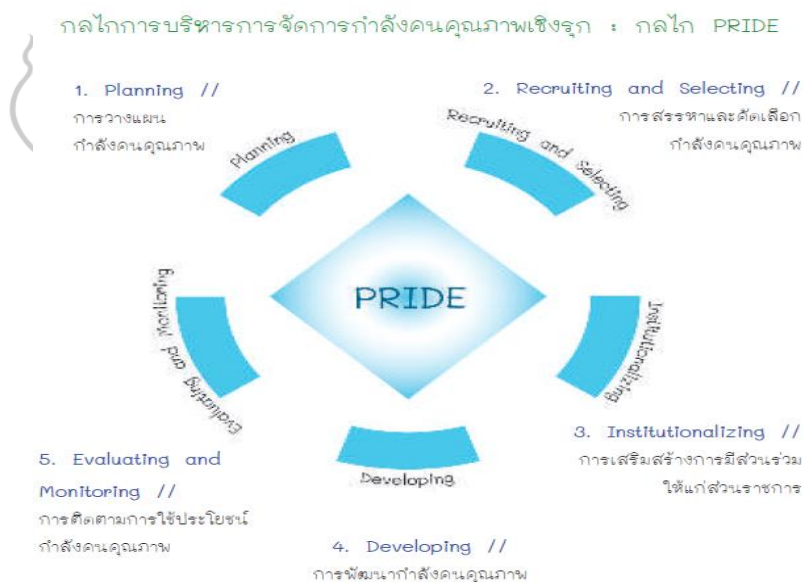 กลไกการบริหารการจัดการกำลังคนคุณภาพเชิงรุก : กลไก PRIDE
1. Planning //
การวางแผน
กำลังคนคุณภาพ
2. Recruiting and Selecting //
การสรรหาและคัดเลือก
กำลังคนคุณภาพ
Planning
Recruiting and Selecting
PRIDE
Evaluating and Monitoring
Institutionalizing
Developing
3. Institutionalizing //
การเสริมสร้างการมีส่วนร่วม
ให้แก่ส่วนราชการ
5. Evaluating and
Monitoring //
การติดตามการใช้ประโยชน์
กำลังคนคุณภาพ
4. Developing //
การพัฒนากำลังคนคุณภาพ